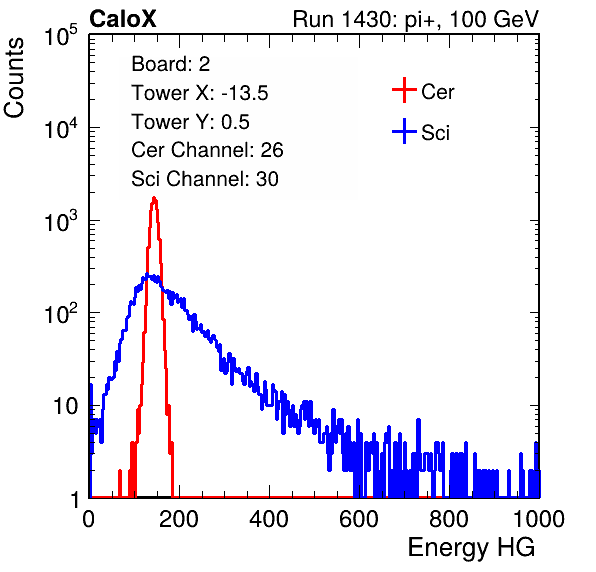 CaloX Run 1430: pi+, 100 GeV
Counts
Board: 2
Tower X: -13.5
Tower Y: 0.5
Cer Channel: 26
Sci Channel: 30
Cer
Sci
10^5
10^4
10^3
10^2
10
1
0 200 400 600 800 1000
Energy HG